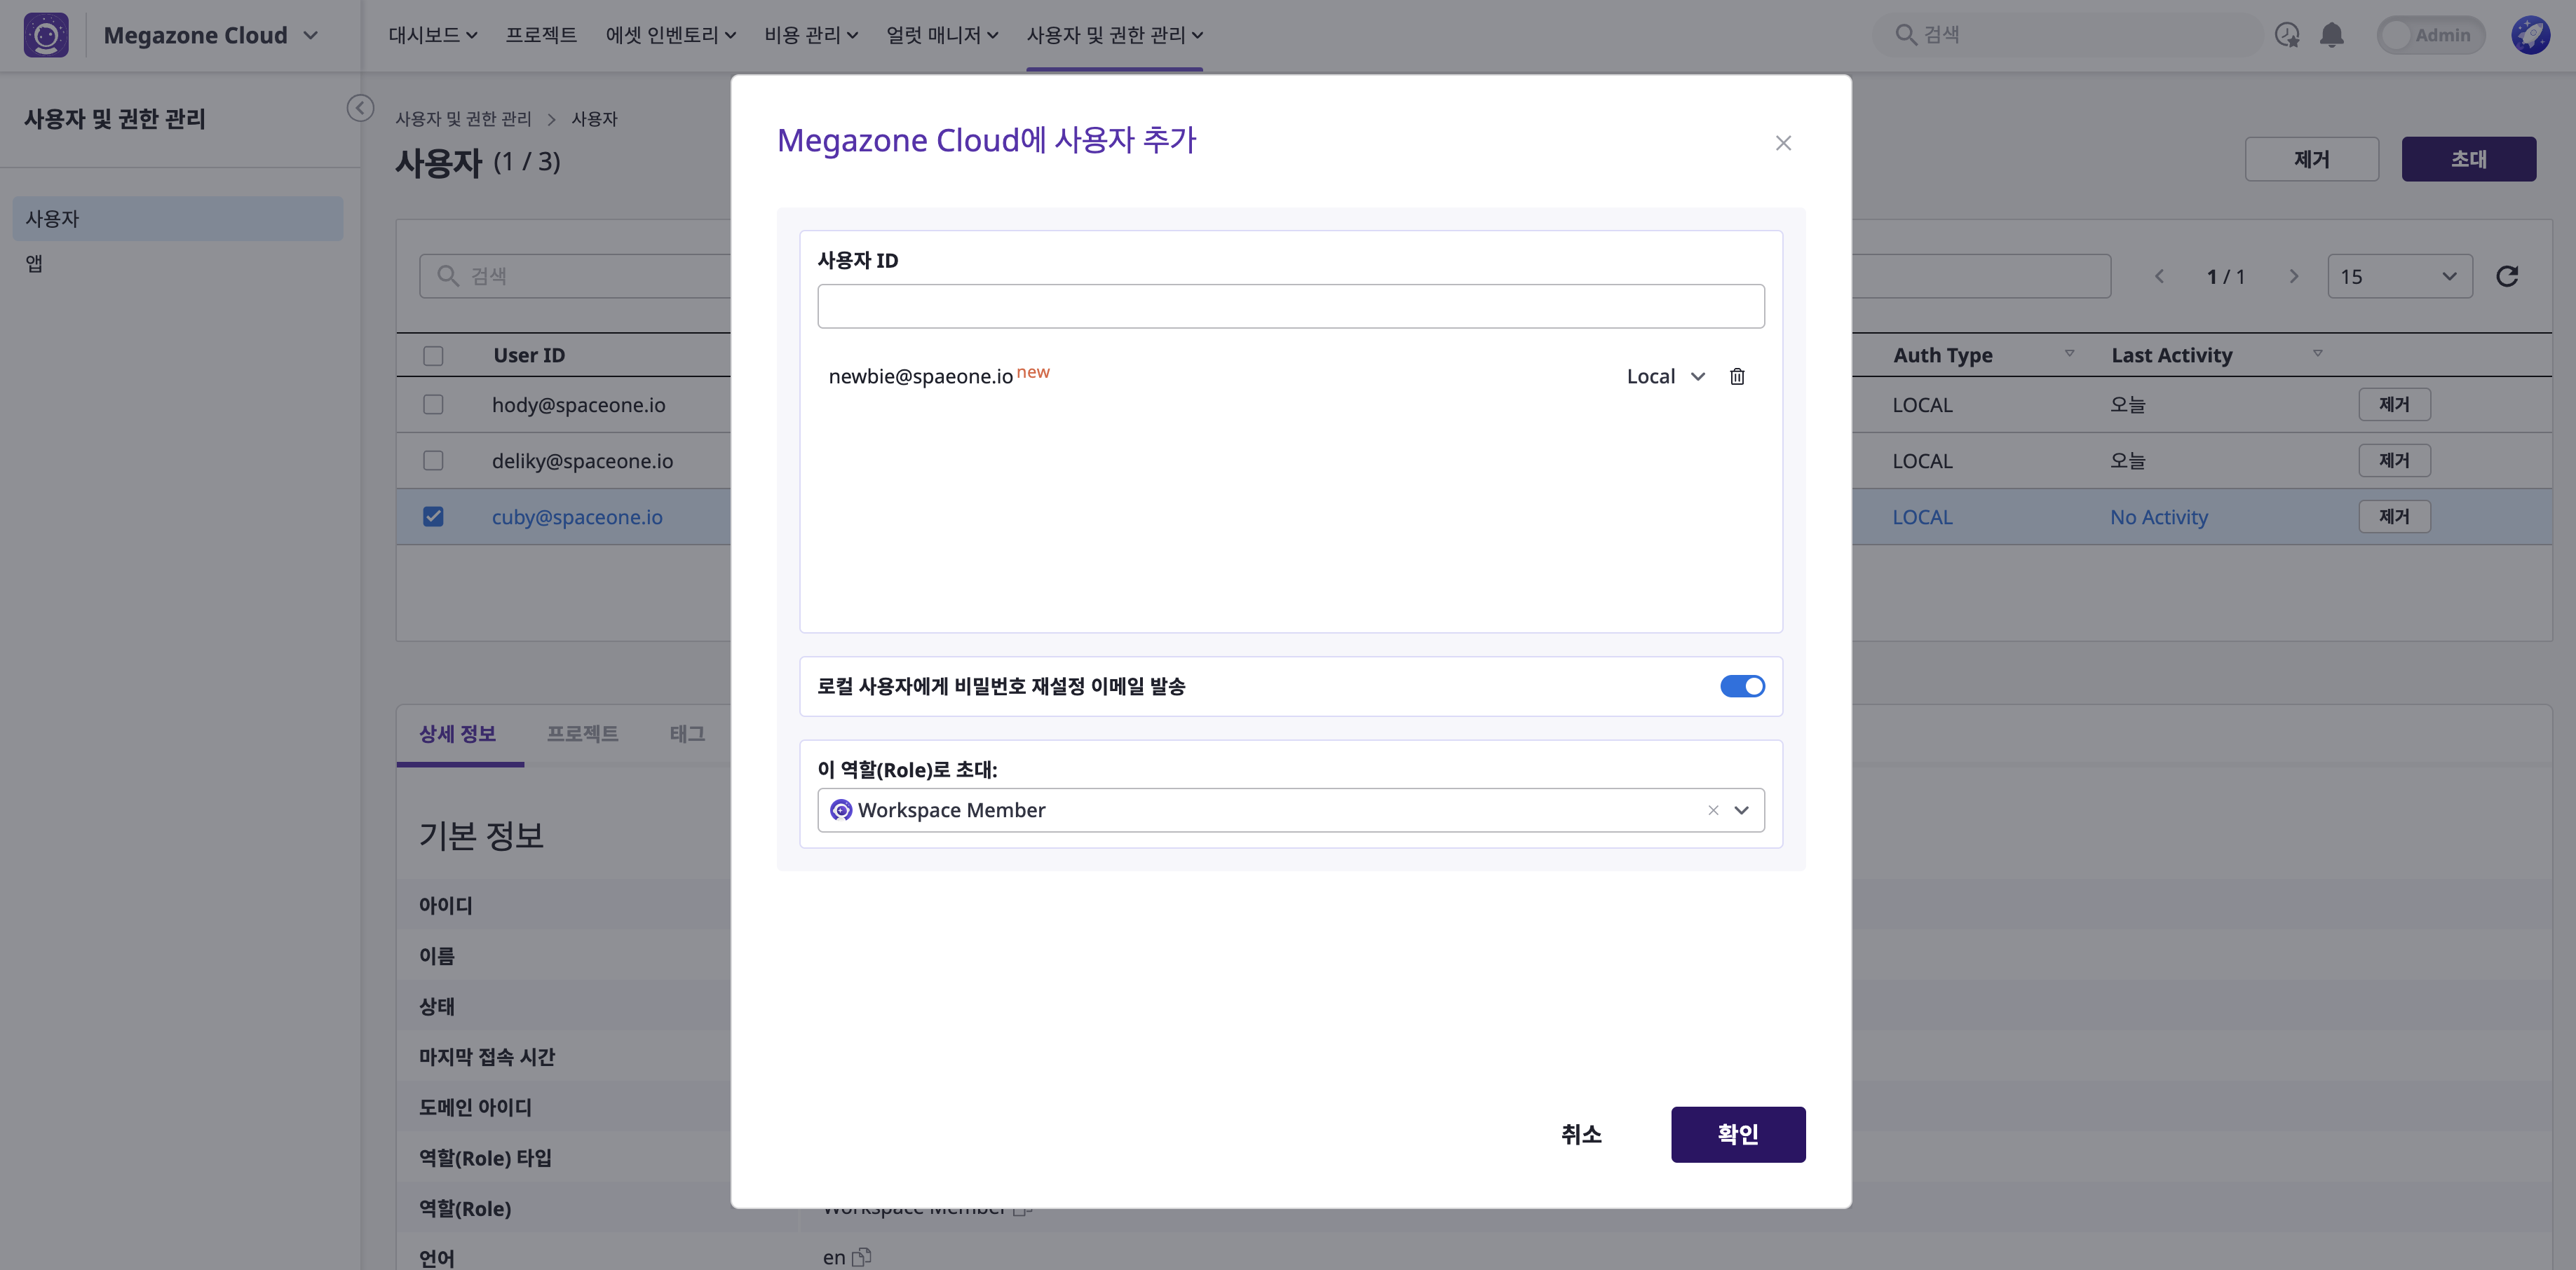 Megazone Cloud
대시보드
프로젝트
에셋 인벤토리
비용 관리
얼럿 매니저
사용자 및 권한 관리
검색
Admin
사용자 및 권한 관리
사용자
앱
사용자 및 권한 관리 > 사용자
사용자 (1 / 3)
제거
초대
검색
1 / 1
15
User ID
Auth Type
Last Activity
hody@spaceone.io
LOCAL
오늘
제거
deliky@spaceone.io
LOCAL
오늘
제거
cuby@spaceone.io
LOCAL
No Activity
제거
상세 정보
프로젝트
태그
기본 정보
아이디
이름
상태
마지막 접속 시간
도메인 아이디
역할(Role) 타입
역할(Role)
Workspace Member
언어
en
Megazone Cloud에 사용자 추가
사용자 ID
newbie@spaeone.io new
Local
로컬 사용자에게 비밀번호 재설정 이메일 발송
이 역할(Role)로 초대:
Workspace Member
취소
확인